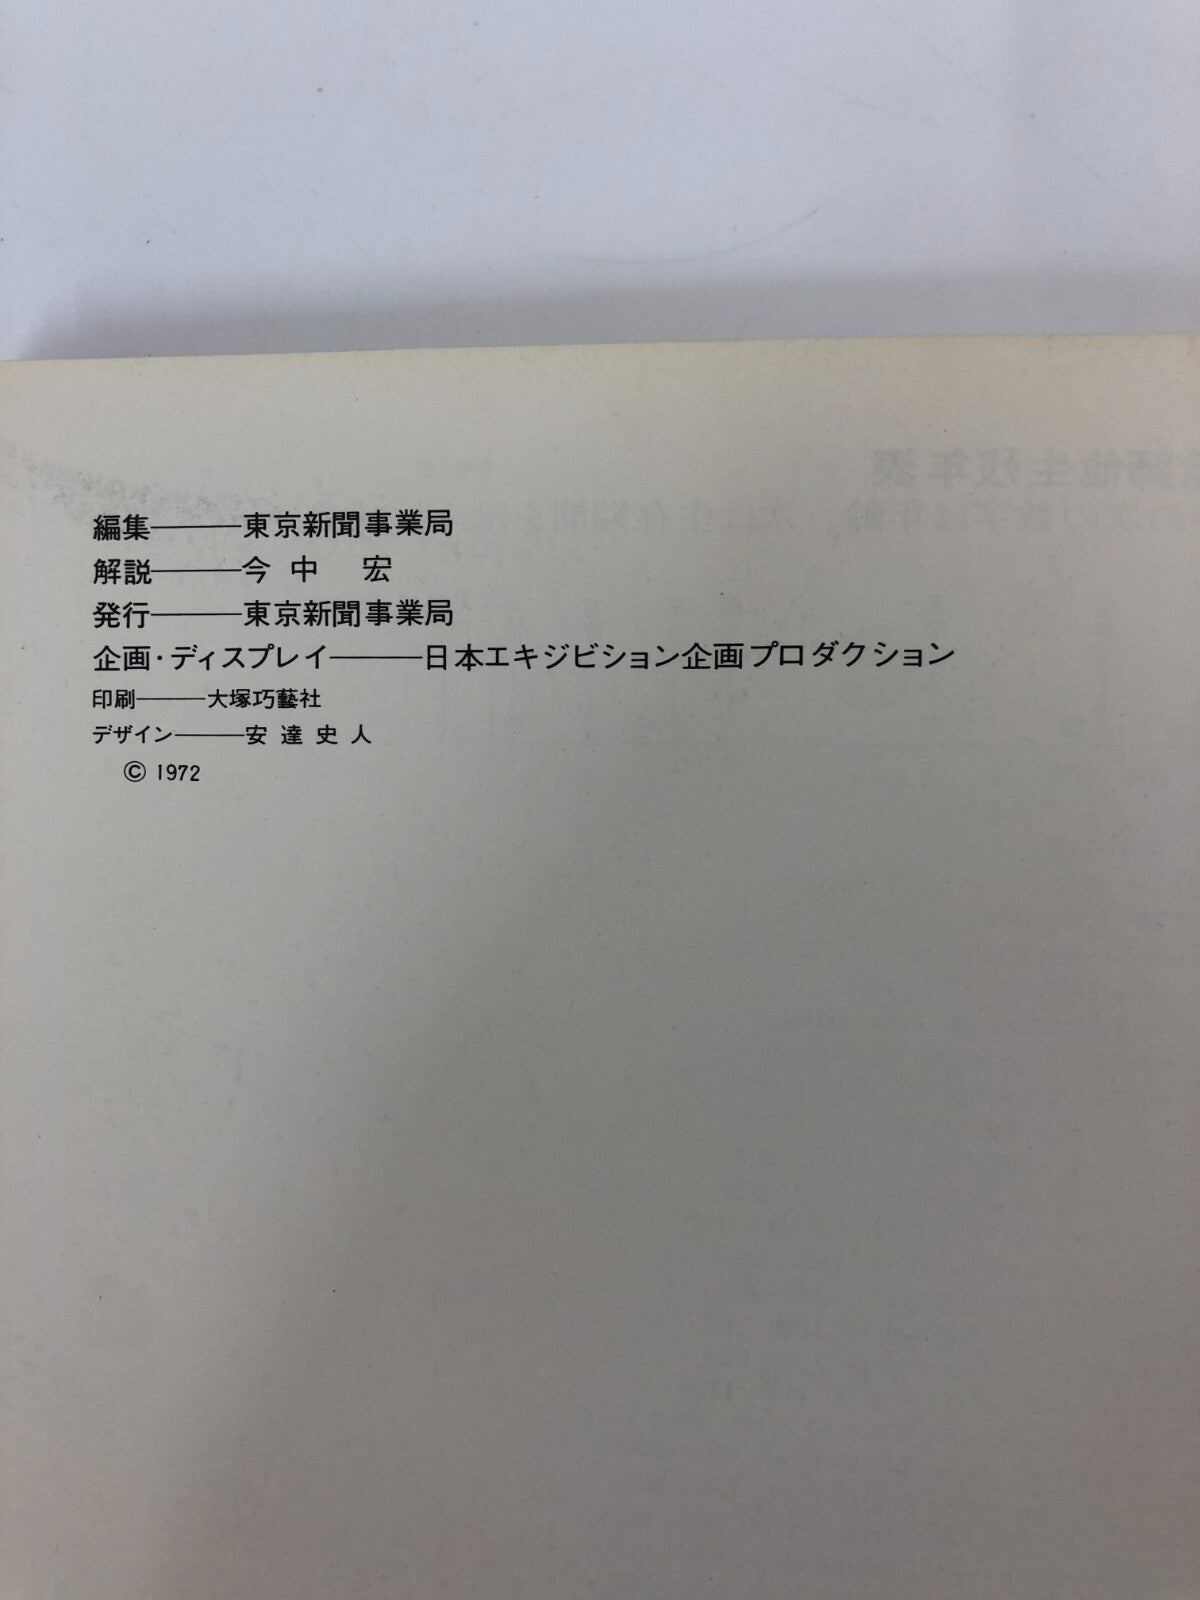 編集———東京新聞事業局
解説———今 中　宏
発行———東京新聞事業局
企画・ディスプレイ———日本エキジビション企画プロダクション
印刷———大塚巧藝社
デザイン———安 達 史 人
© 1972